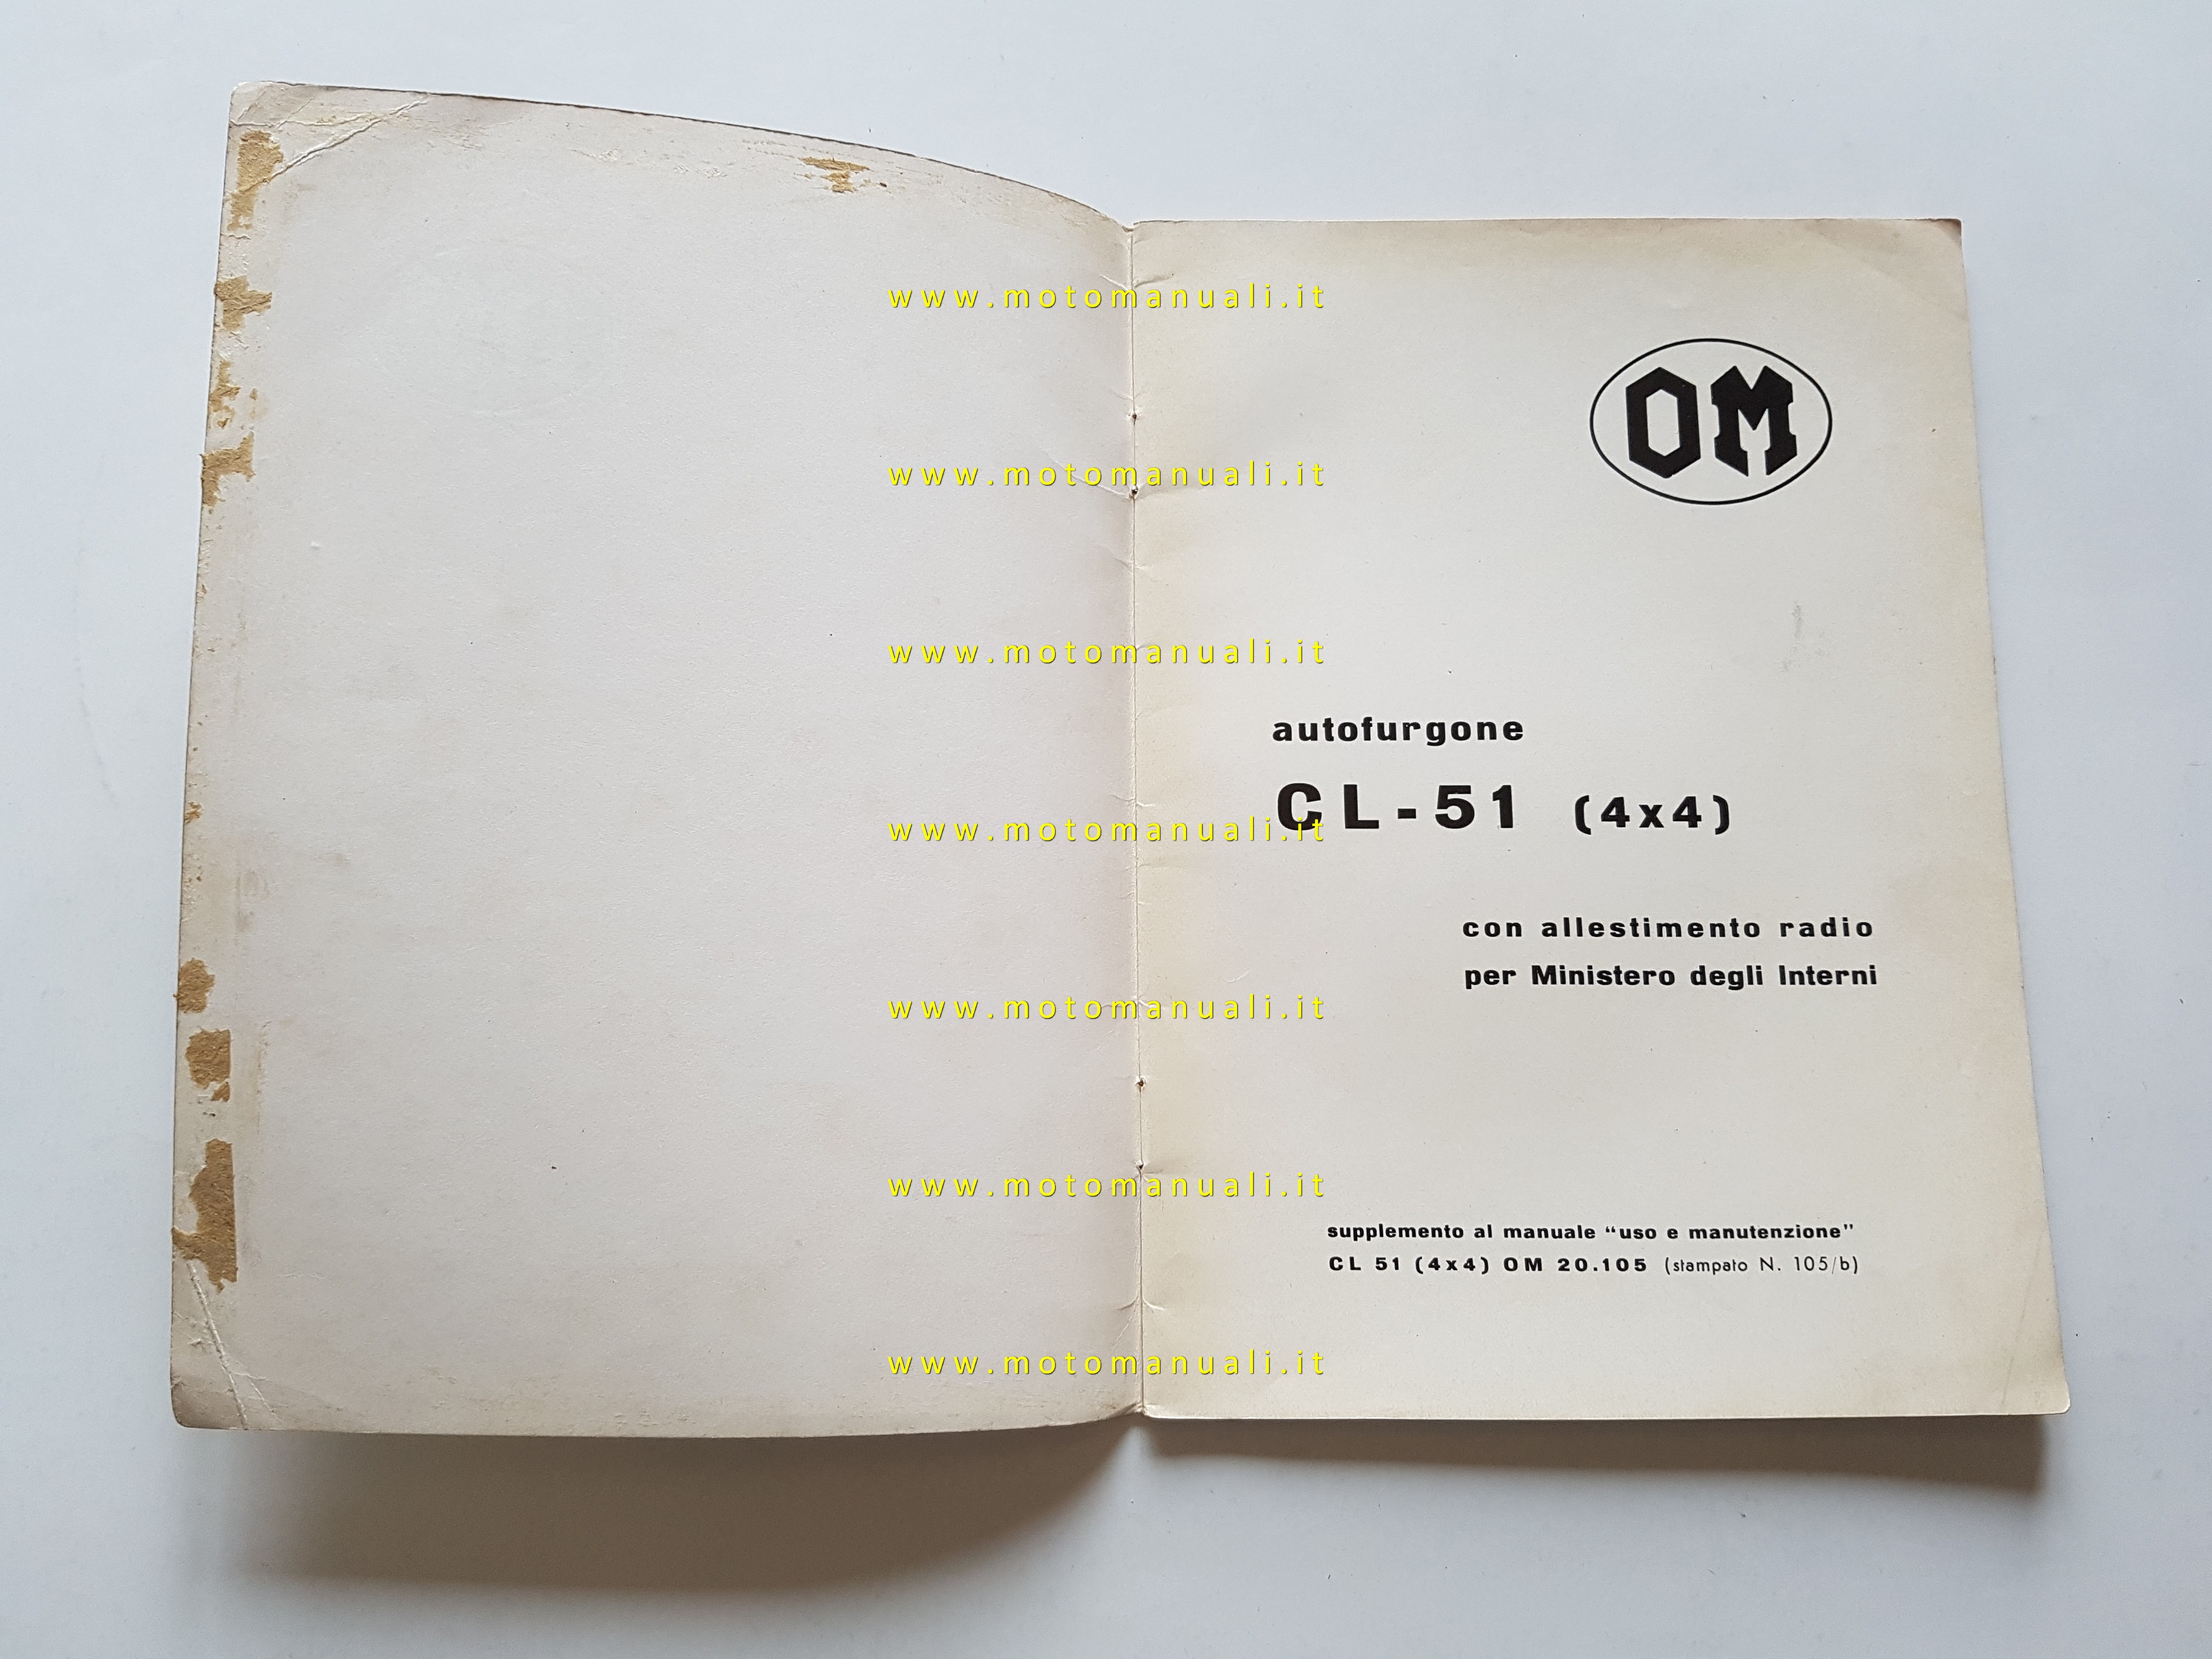 www.motomanuali.it
OM
www.motomanuali.it
www.motomanuali.it
autofurgone
CL-51 (4x4)
www.motomanuali.it
con allestimento radio
per Ministero degli Interni
www.motomanuali.it
www.motomanuali.it
supplemento al manuale “uso e manutenzione”
CL 51 (4x4) OM 20.105 (stampato N. 105/b)
www.motomanuali.it